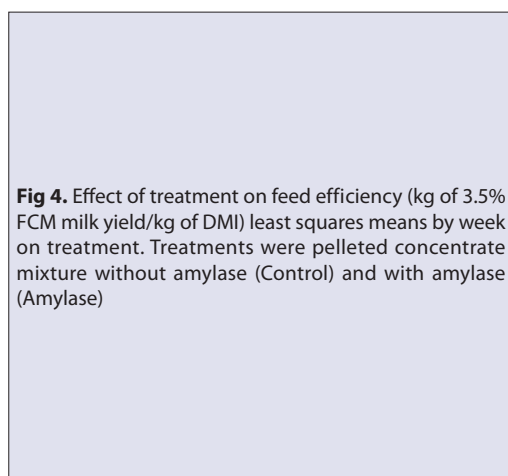 Fig 4. Effect of treatment on feed efficiency (kg of 3.5%
FCM milk yield/kg of DMI) least squares means by week
on treatment. Treatments were pelleted concentrate
mixture without amylase (Control) and with amylase
(Amylase)